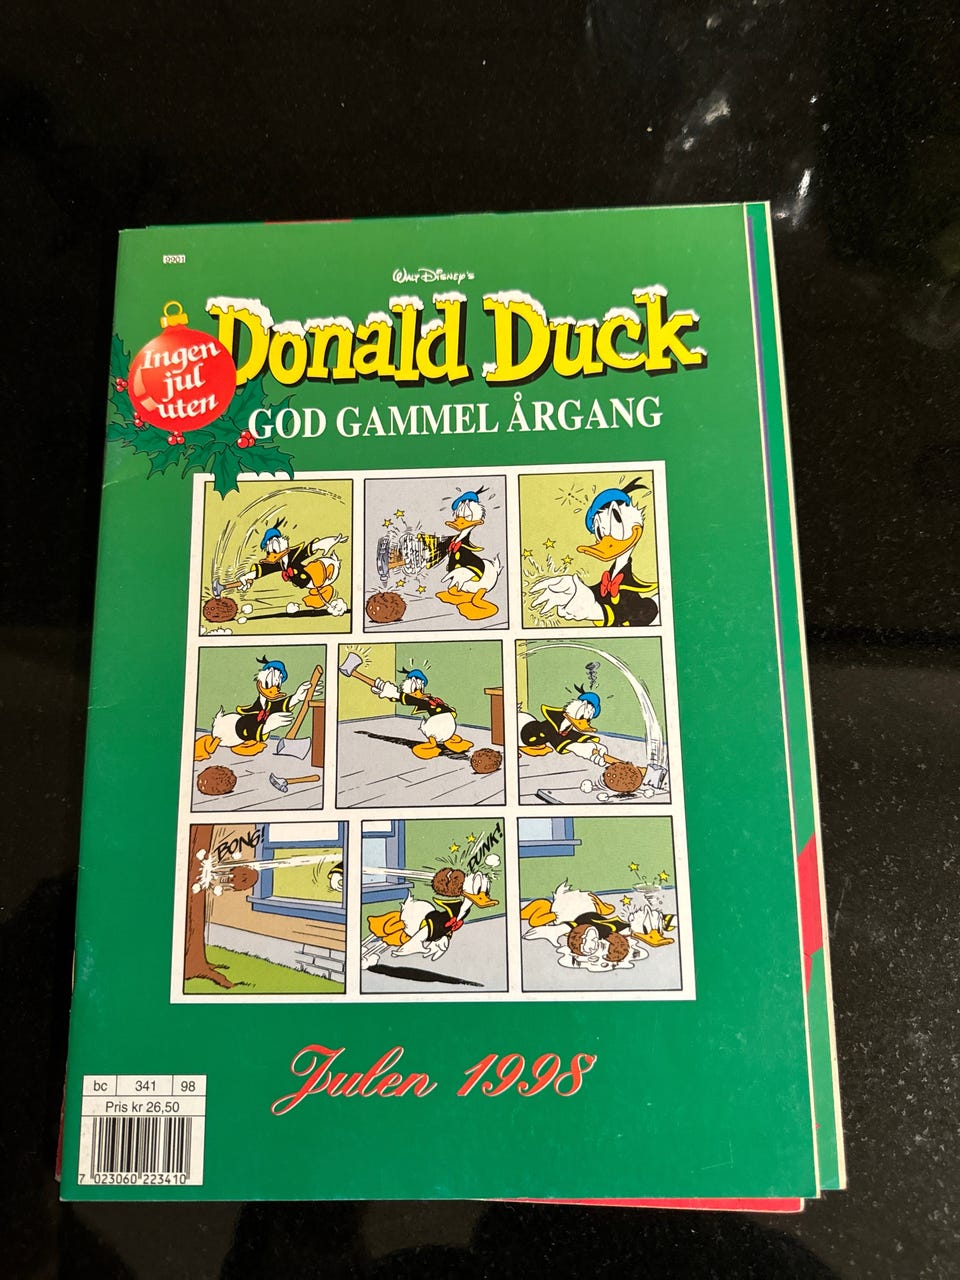 9901
Walt Disney's
Donald Duck
Ingen
jul
uten
GOD GAMMEL ÅRGANG
BONG!
DUNK!
Julen 1998
bc 341 98
Pris kr 26,50
7 023060 223410